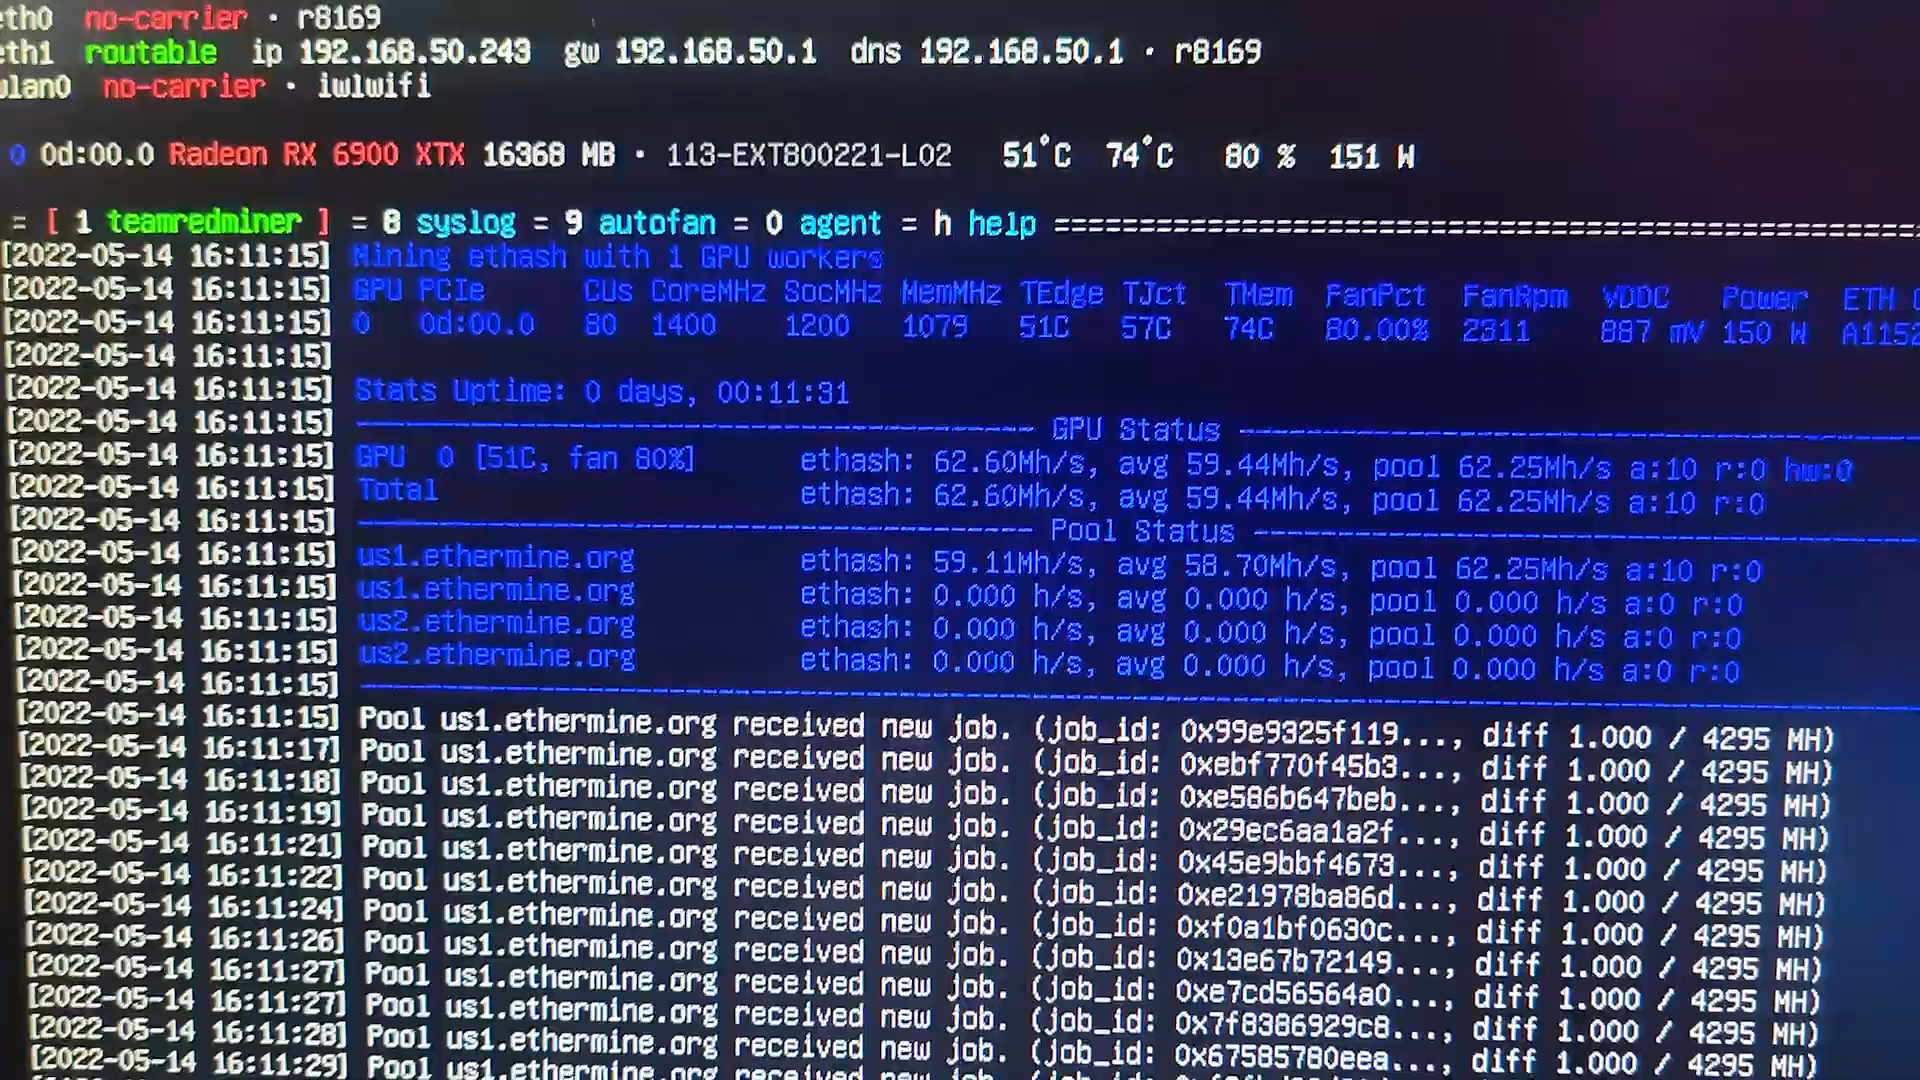 eth0 no-carrier · r8169
eth1 routable ip 192.168.50.243 gw 192.168.50.1 dns 192.168.50.1 · r8169
wlan0 no-carrier · iwlwifi
0 0d:00.0 Radeon RX 6900 XTX 16368 MB · 113-EXT800221-L02 51°C 74°C 80 % 151 W
= [ 1 teamredminer ] = 8 syslog = 9 autofan = 0 agent = h help ====================================================
[2022-05-14 16:11:15] Mining ethash with 1 GPU workers
[2022-05-14 16:11:15] GPU PCIe CUs CoreMHz SocMHz MemMHz TEdge TJct TMem FanPct FanRpm VDDC Power ETH
[2022-05-14 16:11:15] 0 0d:00.0 80 1400 1200 1079 51C 57C 74C 80.00% 2311 887 mV 150 W A1152
[2022-05-14 16:11:15]
[2022-05-14 16:11:15] Stats Uptime: 0 days, 00:11:31
[2022-05-14 16:11:15] ----------------------------------------- GPU Status -----------------------------------------
[2022-05-14 16:11:15] GPU 0 [51C, fan 80%] ethash: 62.60Mh/s, avg 59.44Mh/s, pool 62.25Mh/s a:10 r:0 hw:0
[2022-05-14 16:11:15] Total ethash: 62.60Mh/s, avg 59.44Mh/s, pool 62.25Mh/s a:10 r:0
[2022-05-14 16:11:15] ----------------------------------------- Pool Status ----------------------------------------
[2022-05-14 16:11:15] us1.ethermine.org ethash: 59.11Mh/s, avg 58.70Mh/s, pool 62.25Mh/s a:10 r:0
[2022-05-14 16:11:15] us1.ethermine.org ethash: 0.000 h/s, avg 0.000 h/s, pool 0.000 h/s a:0 r:0
[2022-05-14 16:11:15] us2.ethermine.org ethash: 0.000 h/s, avg 0.000 h/s, pool 0.000 h/s a:0 r:0
[2022-05-14 16:11:15] us2.ethermine.org ethash: 0.000 h/s, avg 0.000 h/s, pool 0.000 h/s a:0 r:0
[2022-05-14 16:11:15] ----------------------------------------------------------------------------------------------
[2022-05-14 16:11:15] Pool us1.ethermine.org received new job. (job_id: 0x99e9325f119..., diff 1.000 / 4295 MH)
[2022-05-14 16:11:17] Pool us1.ethermine.org received new job. (job_id: 0xebf770f45b3..., diff 1.000 / 4295 MH)
[2022-05-14 16:11:18] Pool us1.ethermine.org received new job. (job_id: 0xe586b647beb..., diff 1.000 / 4295 MH)
[2022-05-14 16:11:19] Pool us1.ethermine.org received new job. (job_id: 0x29ec6aa1a2f..., diff 1.000 / 4295 MH)
[2022-05-14 16:11:21] Pool us1.ethermine.org received new job. (job_id: 0x45e9bbf4673..., diff 1.000 / 4295 MH)
[2022-05-14 16:11:22] Pool us1.ethermine.org received new job. (job_id: 0xe21978ba86d..., diff 1.000 / 4295 MH)
[2022-05-14 16:11:24] Pool us1.ethermine.org received new job. (job_id: 0xf0a1bf0630c..., diff 1.000 / 4295 MH)
[2022-05-14 16:11:26] Pool us1.ethermine.org received new job. (job_id: 0x13e67b72149..., diff 1.000 / 4295 MH)
[2022-05-14 16:11:27] Pool us1.ethermine.org received new job. (job_id: 0xe7cd56564a0..., diff 1.000 / 4295 MH)
[2022-05-14 16:11:27] Pool us1.ethermine.org received new job. (job_id: 0x7f8386929c8..., diff 1.000 / 4295 MH)
[2022-05-14 16:11:28] Pool us1.ethermine.org received new job. (job_id: 0x67585780eea..., diff 1.000 / 4295 MH)
[2022-05-14 16:11:29] Pool us1.ethermine.org received new job.